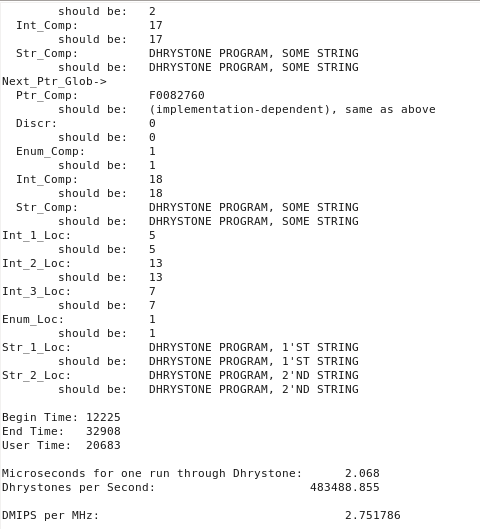 should be: 2
Int_Comp: 17
should be: 17
Str_Comp: DHRYSTONE PROGRAM, SOME STRING
should be: DHRYSTONE PROGRAM, SOME STRING
Next_Ptr_Glob->
Ptr_Comp: F0082760
should be: (implementation-dependent), same as above
Discr: 0
should be: 0
Enum_Comp: 1
should be: 1
Int_Comp: 18
should be: 18
Str_Comp: DHRYSTONE PROGRAM, SOME STRING
should be: DHRYSTONE PROGRAM, SOME STRING
Int_1_Loc: 5
should be: 5
Int_2_Loc: 13
should be: 13
Int_3_Loc: 7
should be: 7
Enum_Loc: 1
should be: 1
Str_1_Loc: DHRYSTONE PROGRAM, 1'ST STRING
should be: DHRYSTONE PROGRAM, 1'ST STRING
Str_2_Loc: DHRYSTONE PROGRAM, 2'ND STRING
should be: DHRYSTONE PROGRAM, 2'ND STRING
Begin Time: 12225
End Time: 32908
User Time: 20683
Microseconds for one run through Dhrystone: 2.068
Dhrystones per Second: 483488.855
DMIPS per MHz: 2.751786